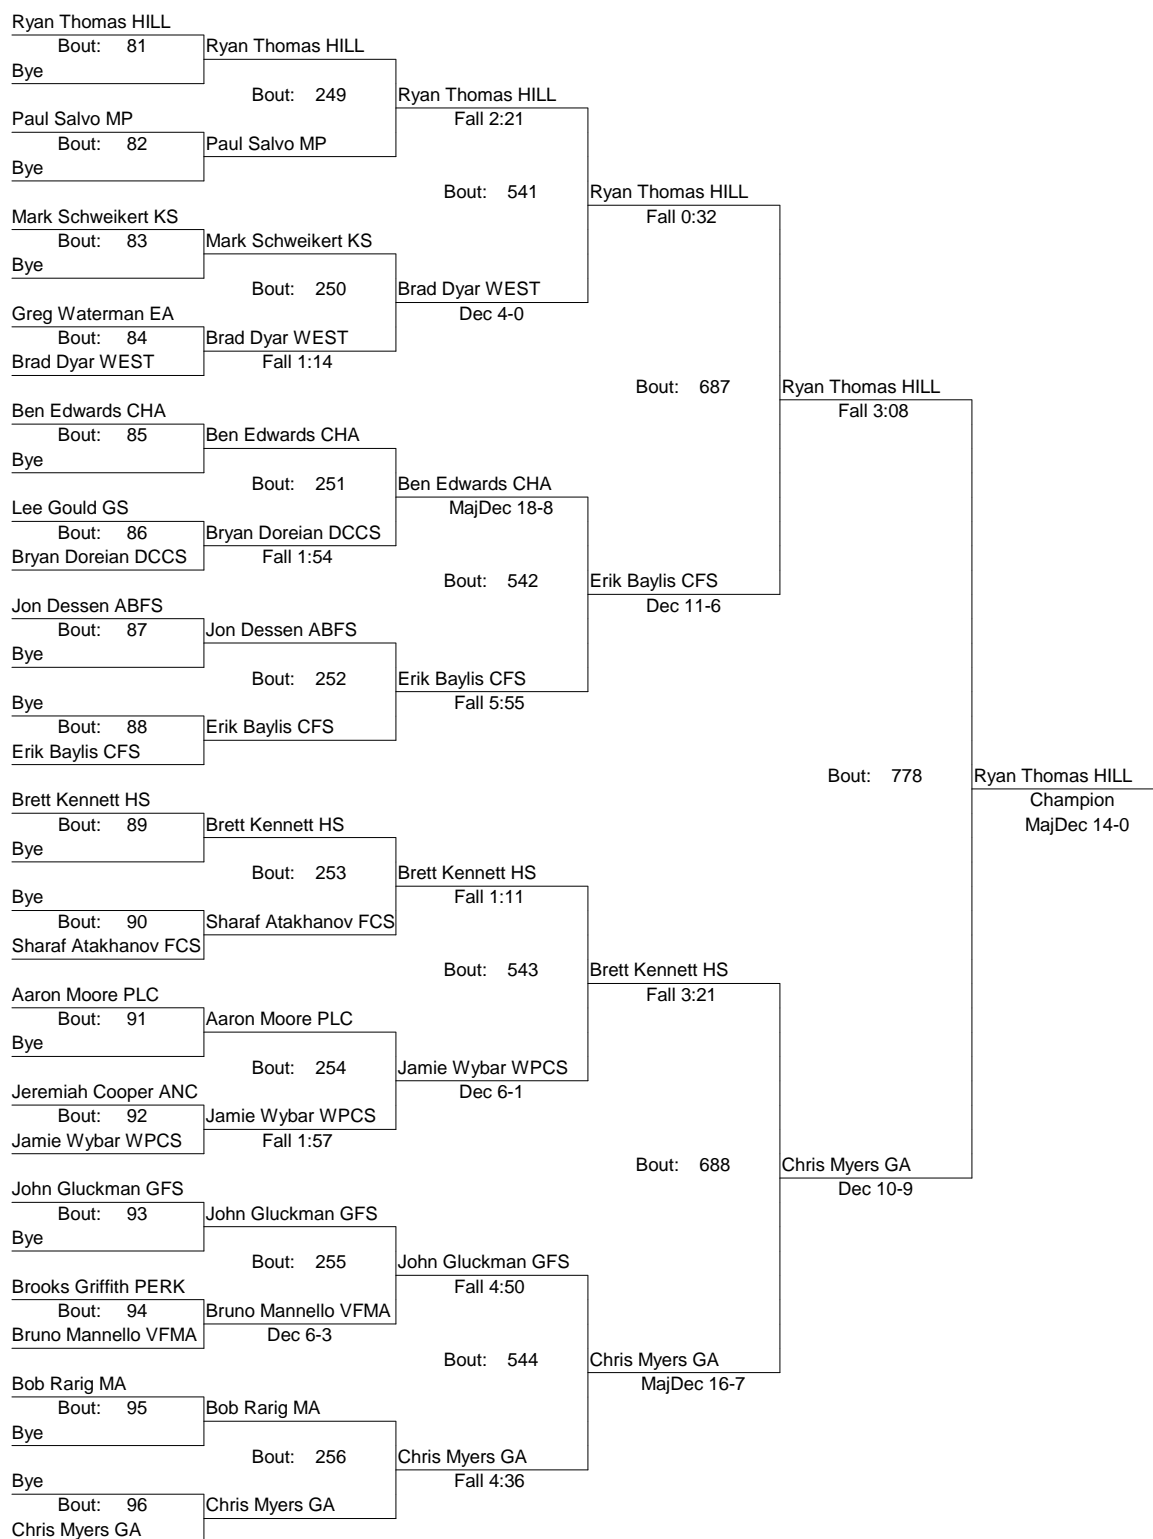 Ryan Thomas HILL
Bout: 81 Ryan Thomas HILL
Bye
Bout: 249 Ryan Thomas HILL
Paul Salvo MP Fall 2:21
Bout: 82 Paul Salvo MP
Bye
Bout: 541 Ryan Thomas HILL
Mark Schweikert KS Fall 0:32
Bout: 83 Mark Schweikert KS
Bye
Bout: 250 Brad Dyar WEST
Greg Waterman EA Dec 4-0
Bout: 84 Brad Dyar WEST
Brad Dyar WEST Fall 1:14
Bout: 687 Ryan Thomas HILL
Ben Edwards CHA Fall 3:08
Bout: 85 Ben Edwards CHA
Bye
Bout: 251 Ben Edwards CHA
Lee Gould GS MajDec 18-8
Bout: 86 Bryan Doreian DCCS
Bryan Doreian DCCS Fall 1:54
Bout: 542 Erik Baylis CFS
Jon Dessen ABFS Dec 11-6
Bout: 87 Jon Dessen ABFS
Bye
Bout: 252 Erik Baylis CFS
Bye Fall 5:55
Bout: 88 Erik Baylis CFS
Erik Baylis CFS
Bout: 778 Ryan Thomas HILL
Brett Kennett HS Champion
Bout: 89 Brett Kennett HS MajDec 14-0
Bye
Bout: 253 Brett Kennett HS
Bye Fall 1:11
Bout: 90 Sharaf Atakhanov FCS
Sharaf Atakhanov FCS
Bout: 543 Brett Kennett HS
Aaron Moore PLC Fall 3:21
Bout: 91 Aaron Moore PLC
Bye
Bout: 254 Jamie Wybar WPCS
Jeremiah Cooper ANC Dec 6-1
Bout: 92 Jamie Wybar WPCS
Jamie Wybar WPCS Fall 1:57
Bout: 688 Chris Myers GA
John Gluckman GFS Dec 10-9
Bout: 93 John Gluckman GFS
Bye
Bout: 255 John Gluckman GFS
Brooks Griffith PERK Fall 4:50
Bout: 94 Bruno Mannello VFMA
Bruno Mannello VFMA Dec 6-3
Bout: 544 Chris Myers GA
Bob Rarig MA MajDec 16-7
Bout: 95 Bob Rarig MA
Bye
Bout: 256 Chris Myers GA
Bye Fall 4:36
Bout: 96 Chris Myers GA
Chris Myers GA